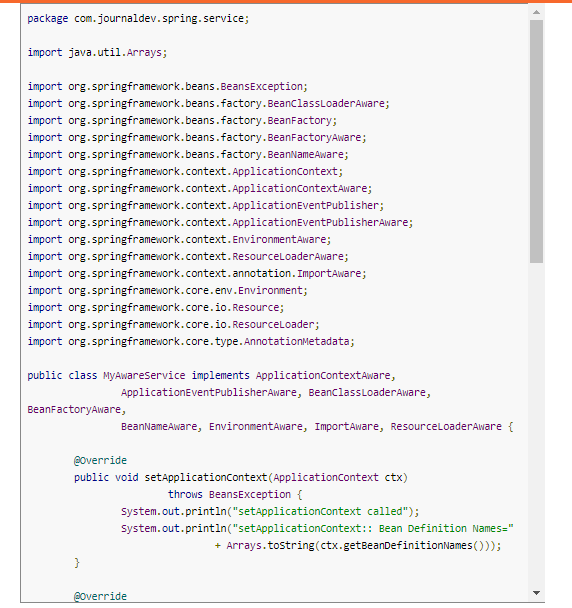 package com.journaldev.spring.service;
import java.util.Arrays;
import org.springframework.beans.BeansException;
import org.springframework.beans.factory.BeanClassLoaderAware;
import org.springframework.beans.factory.BeanFactory;
import org.springframework.beans.factory.BeanFactoryAware;
import org.springframework.beans.factory.BeanNameAware;
import org.springframework.context.ApplicationContext;
import org.springframework.context.ApplicationContextAware;
import org.springframework.context.ApplicationEventPublisher;
import org.springframework.context.ApplicationEventPublisherAware;
import org.springframework.context.EnvironmentAware;
import org.springframework.context.ResourceLoaderAware;
import org.springframework.context.annotation.ImportAware;
import org.springframework.core.env.Environment;
import org.springframework.core.io.Resource;
import org.springframework.core.io.ResourceLoader;
import org.springframework.core.type.AnnotationMetadata;
public class MyAwareService implements ApplicationContextAware,
ApplicationEventPublisherAware, BeanClassLoaderAware,
BeanFactoryAware,
BeanNameAware, EnvironmentAware, ImportAware, ResourceLoaderAware {
@Override
public void setApplicationContext(ApplicationContext ctx)
throws BeansException {
System.out.println("setApplicationContext called");
System.out.println("setApplicationContext:: Bean Definition Names="
+ Arrays.toString(ctx.getBeanDefinitionNames()));
}
@Override